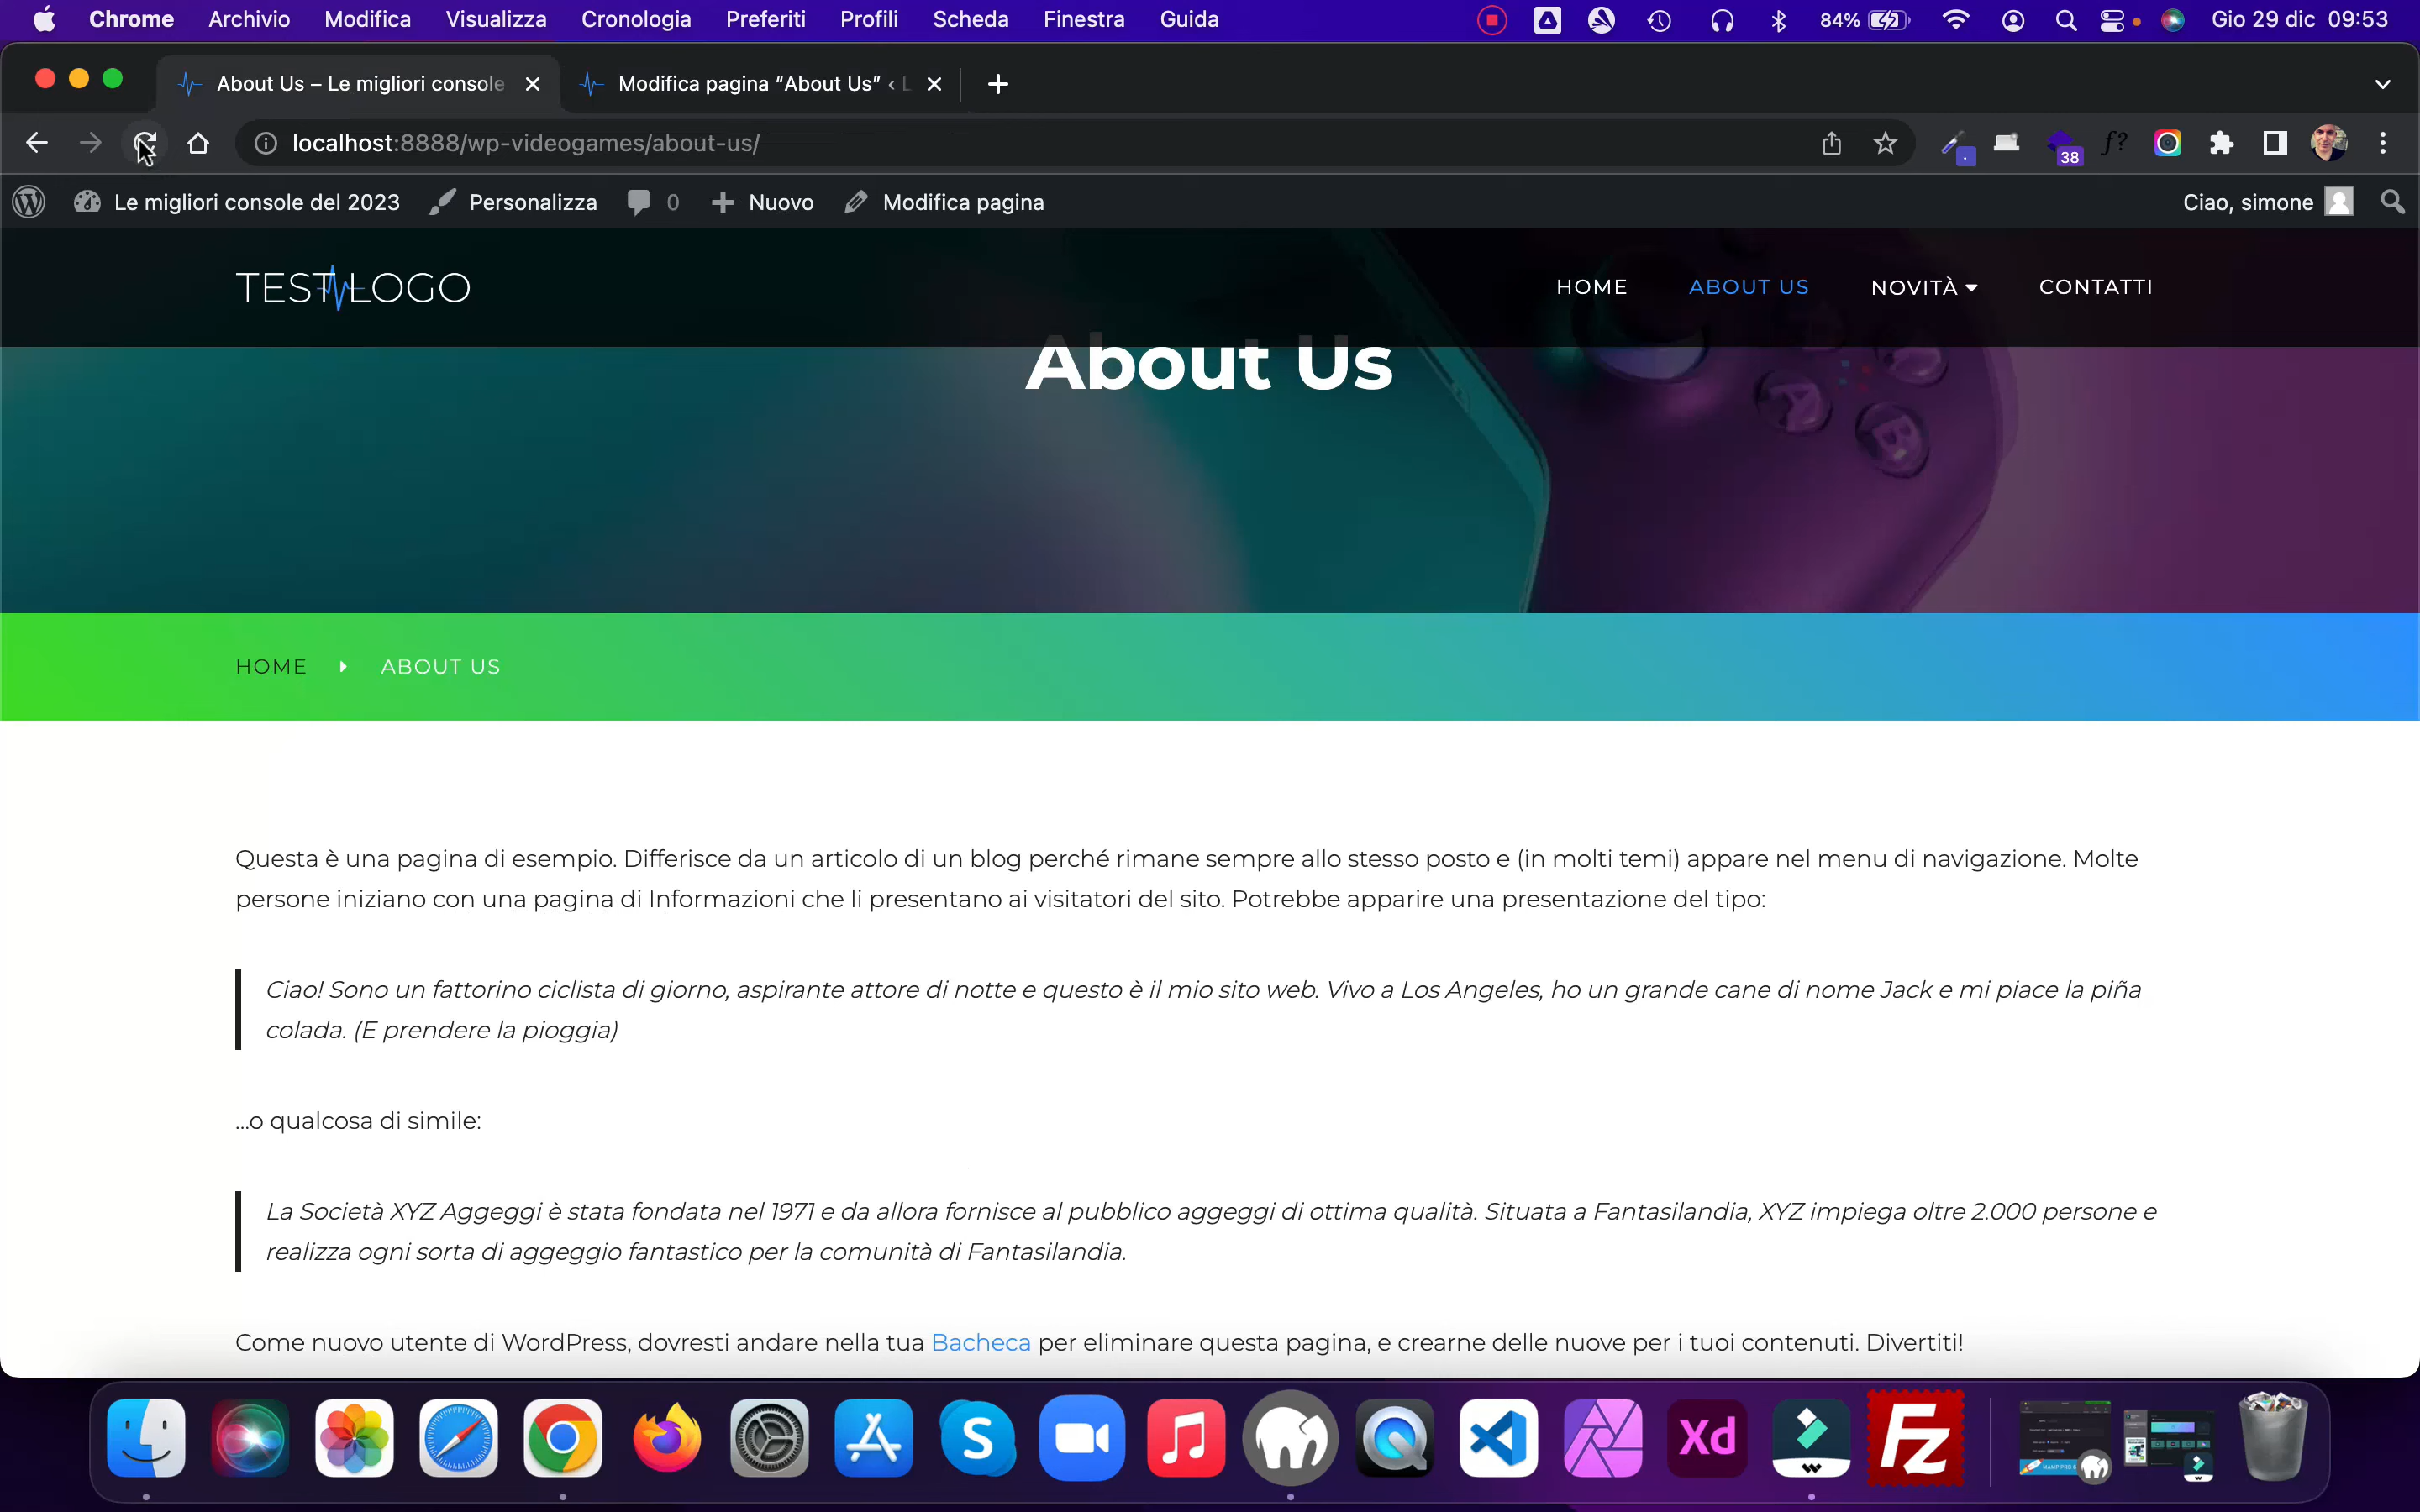 Chrome Archivio Modifica Visualizza Cronologia Preferiti Profili Scheda Finestra Guida 84% Gio 29 dic 09:53
About Us – Le migliori console Modifica pagina “About Us” ‹ L
localhost:8888/wp-videogames/about-us/ f? 38
Le migliori console del 2023 Personalizza 0 Nuovo Modifica pagina Ciao, simone
TEST LOGO HOME ABOUT US NOVITÀ CONTATTI
About Us
A
B
HOME ABOUT US
Questa è una pagina di esempio. Differisce da un articolo di un blog perché rimane sempre allo stesso posto e (in molti temi) appare nel menu di navigazione. Molte
persone iniziano con una pagina di Informazioni che li presentano ai visitatori del sito. Potrebbe apparire una presentazione del tipo:
Ciao! Sono un fattorino ciclista di giorno, aspirante attore di notte e questo è il mio sito web. Vivo a Los Angeles, ho un grande cane di nome Jack e mi piace la piña
colada. (E prendere la pioggia)
...o qualcosa di simile:
La Società XYZ Aggeggi è stata fondata nel 1971 e da allora fornisce al pubblico aggeggi di ottima qualità. Situata a Fantasilandia, XYZ impiega oltre 2.000 persone e
realizza ogni sorta di aggeggio fantastico per la comunità di Fantasilandia.
Come nuovo utente di WordPress, dovresti andare nella tua Bacheca per eliminare questa pagina, e crearne delle nuove per i tuoi contenuti. Divertiti!
S Xd Fz